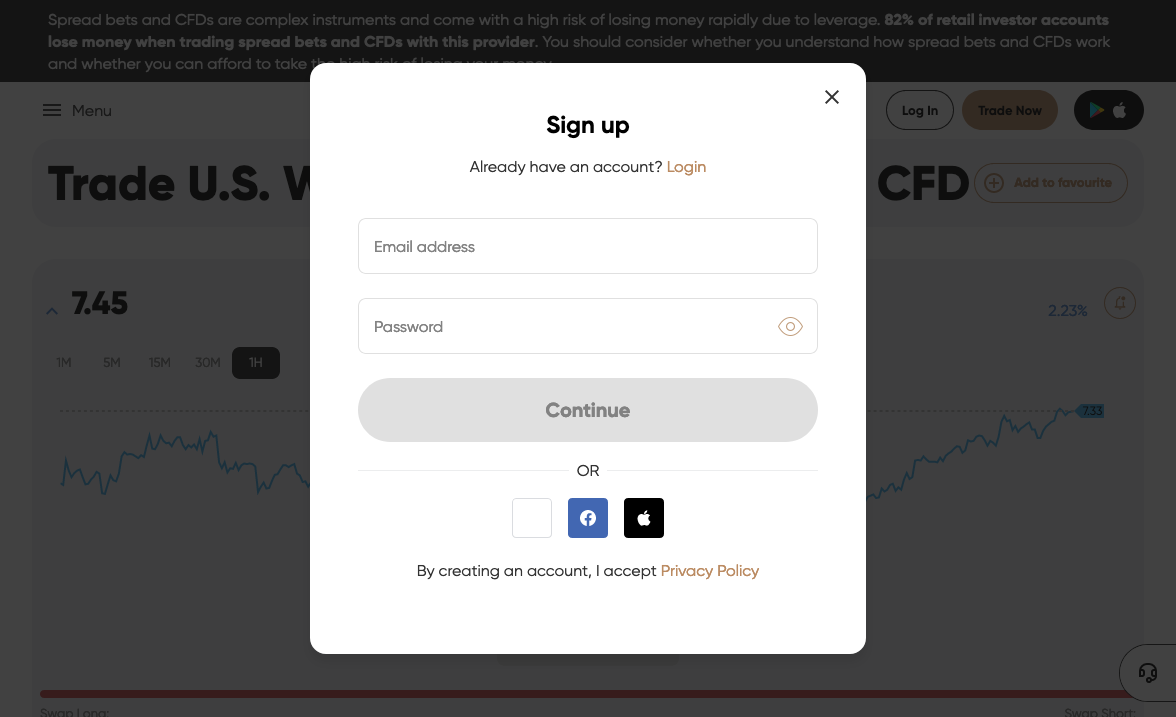 Spread bets and CFDs are complex instruments and come with a high risk of losing money rapidly due to leverage. 82% of retail investor accounts
lose money when trading spread bets and CFDs with this provider. You should consider whether you understand how spread bets and CFDs work
and whether you can afford to take the high risk of losing your money.
Menu
Log In
Trade Now
Sign up
Already have an account? Login
Trade U.S.
CFD
Add to favourite
Email address
7.45
2.23%
Password
1M 5M 15M 30M 1H
Continue
7.33
OR
By creating an account, I accept Privacy Policy
Swap Long:
Swap Short: